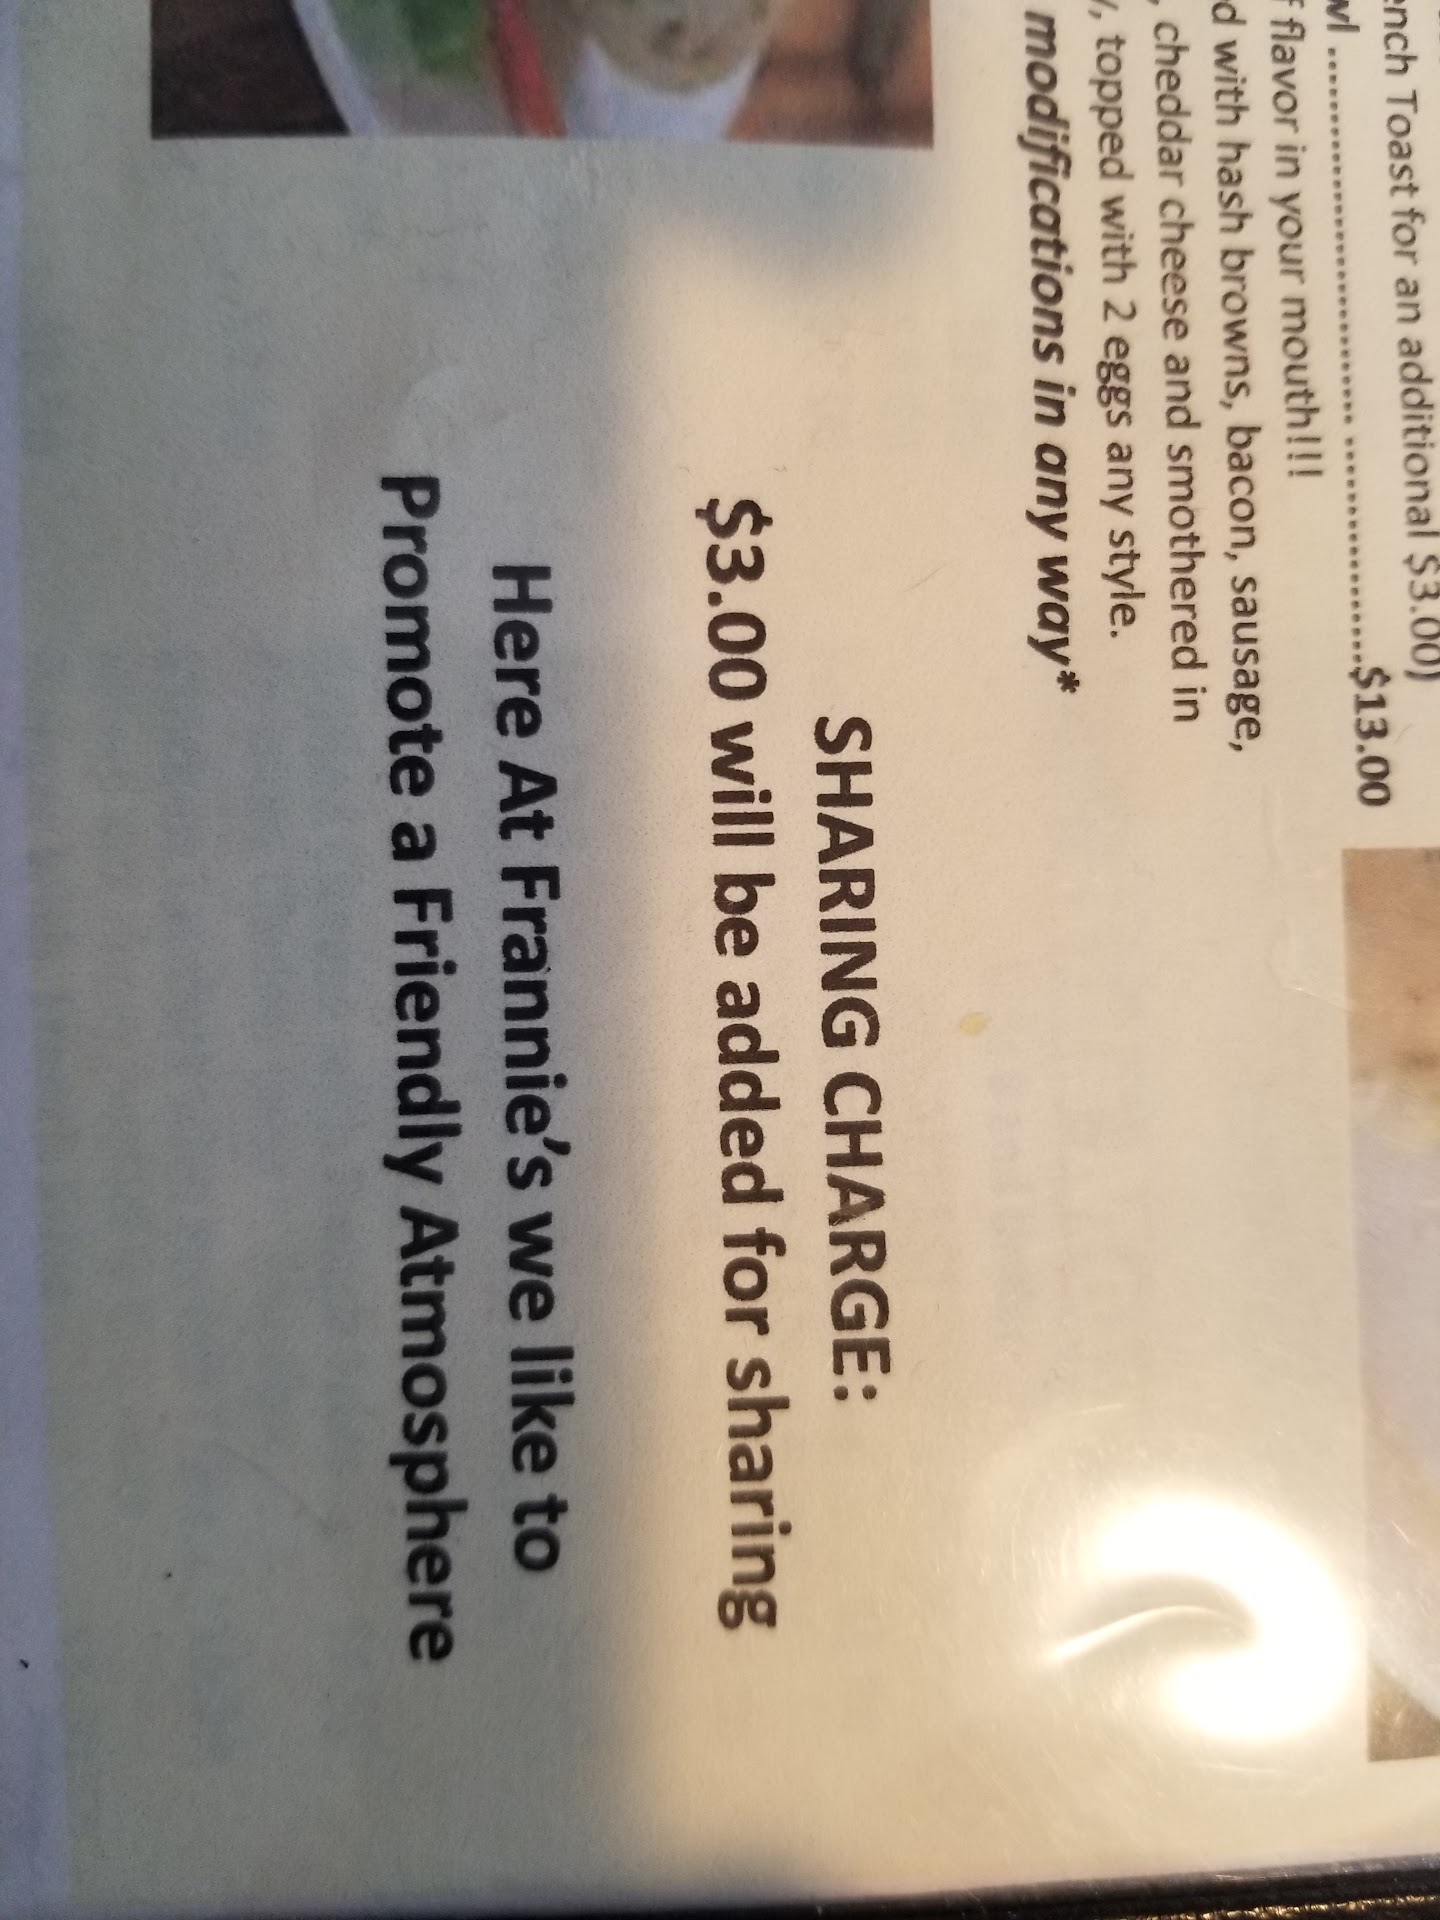 ench Toast for an additional $3.00)
wl ........................................................$13.00
f flavor in your mouth!!!
d with hash browns, bacon, sausage,
, cheddar cheese and smothered in
y, topped with 2 eggs any style.
modifications in any way*
SHARING CHARGE:
$3.00 will be added for sharing
Here At Frannie's we like to
Promote a Friendly Atmosphere